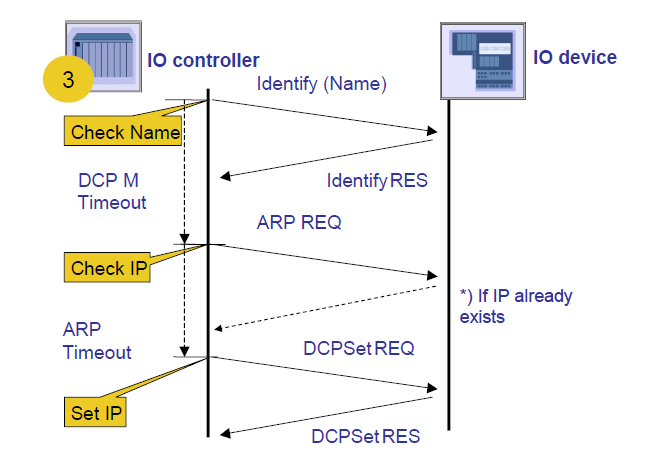 3
IO controller
IO device
Identify (Name)
Check Name
DCP M
Timeout
Identify RES
ARP REQ
Check IP
*) If IP already
exists
ARP
Timeout
DCPSet REQ
Set IP
DCPSet RES